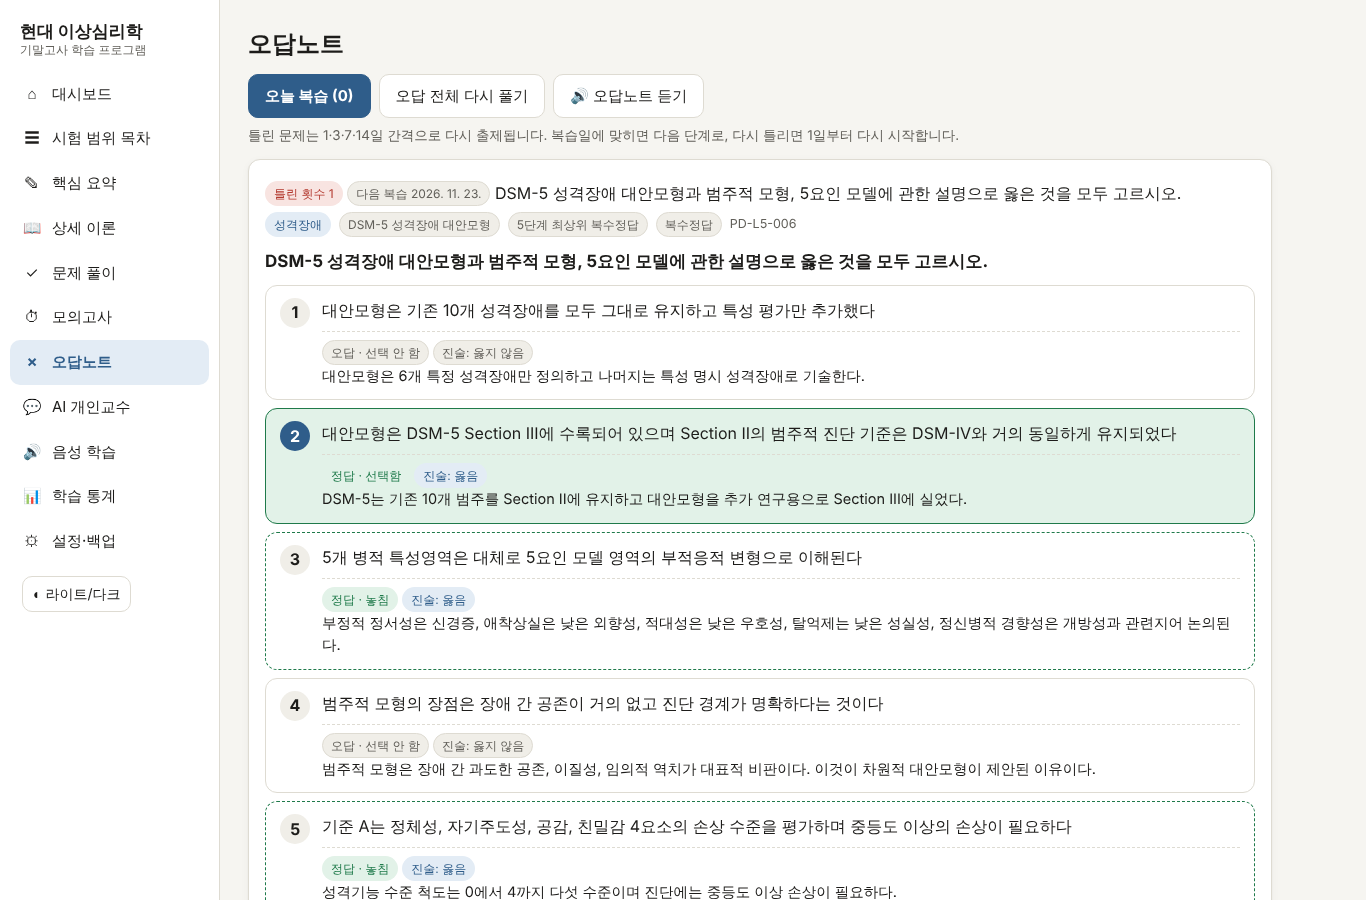 현대 이상심리학
기말고사 학습 프로그램
대시보드
시험 범위 목차
핵심 요약
상세 이론
문제 풀이
모의고사
오답노트
AI 개인교수
음성 학습
학습 통계
설정·백업
라이트/다크
오답노트
오늘 복습 (0)
오답 전체 다시 풀기
오답노트 듣기
틀린 문제는 1·3·7·14일 간격으로 다시 출제됩니다. 복습일에 맞히면 다음 단계로, 다시 틀리면 1일부터 다시 시작합니다.
틀린 횟수 1 다음 복습 2026. 11. 23. DSM-5 성격장애 대안모형과 범주적 모형, 5요인 모델에 관한 설명으로 옳은 것을 모두 고르시오.
성격장애 DSM-5 성격장애 대안모형 5단계 최상위 복수정답 복수정답 PD-L5-006
DSM-5 성격장애 대안모형과 범주적 모형, 5요인 모델에 관한 설명으로 옳은 것을 모두 고르시오.
1 대안모형은 기존 10개 성격장애를 모두 그대로 유지하고 특성 평가만 추가했다
오답 · 선택 안 함 진술: 옳지 않음
대안모형은 6개 특정 성격장애만 정의하고 나머지는 특성 명시 성격장애로 기술한다.
2 대안모형은 DSM-5 Section III에 수록되어 있으며 Section II의 범주적 진단 기준은 DSM-IV와 거의 동일하게 유지되었다
정답 · 선택함 진술: 옳음
DSM-5는 기존 10개 범주를 Section II에 유지하고 대안모형을 추가 연구용으로 Section III에 실었다.
3 5개 병적 특성영역은 대체로 5요인 모델 영역의 부적응적 변형으로 이해된다
정답 · 놓침 진술: 옳음
부정적 정서성은 신경증, 애착상실은 낮은 외향성, 적대성은 낮은 우호성, 탈억제는 낮은 성실성, 정신병적 경향성은 개방성과 관련지어 논의된
다.
4 범주적 모형의 장점은 장애 간 공존이 거의 없고 진단 경계가 명확하다는 것이다
오답 · 선택 안 함 진술: 옳지 않음
범주적 모형은 장애 간 과도한 공존, 이질성, 임의적 역치가 대표적 비판이다. 이것이 차원적 대안모형이 제안된 이유이다.
5 기준 A는 정체성, 자기주도성, 공감, 친밀감 4요소의 손상 수준을 평가하며 중등도 이상의 손상이 필요하다
정답 · 놓침 진술: 옳음
성격기능 수준 척도는 0에서 4까지 다섯 수준이며 진단에는 중등도 이상 손상이 필요하다.